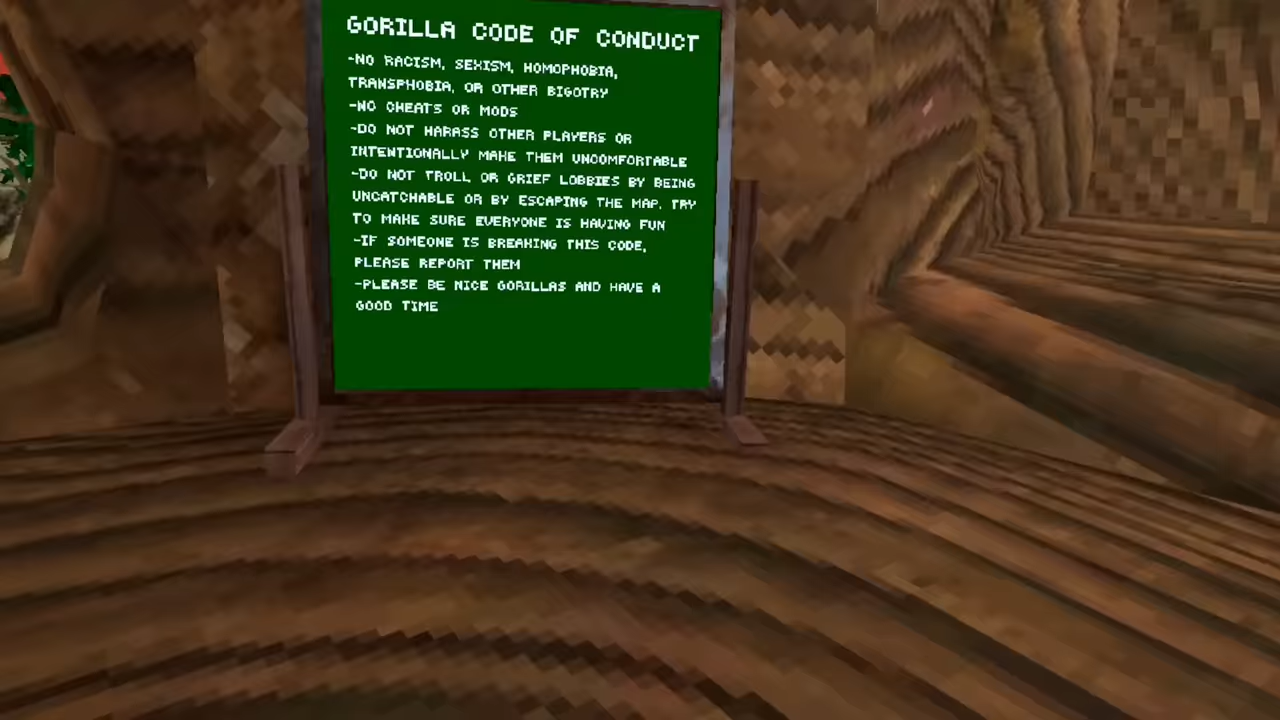 GORILLA CODE OF CONDUCT
-NO RACISM, SEXISM, HOMOPHOBIA,
TRANSPHOBIA, OR OTHER BIGOTRY
-NO CHEATS OR MODS
-DO NOT HARASS OTHER PLAYERS OR
INTENTIONALLY MAKE THEM UNCOMFORTABLE
-DO NOT TROLL OR GRIEF LOBBIES BY BEING
UNCATCHABLE OR BY ESCAPING THE MAP. TRY
TO MAKE SURE EVERYONE IS HAVING FUN
-IF SOMEONE IS BREAKING THIS CODE,
PLEASE REPORT THEM
-PLEASE BE NICE GORILLAS AND HAVE A
GOOD TIME